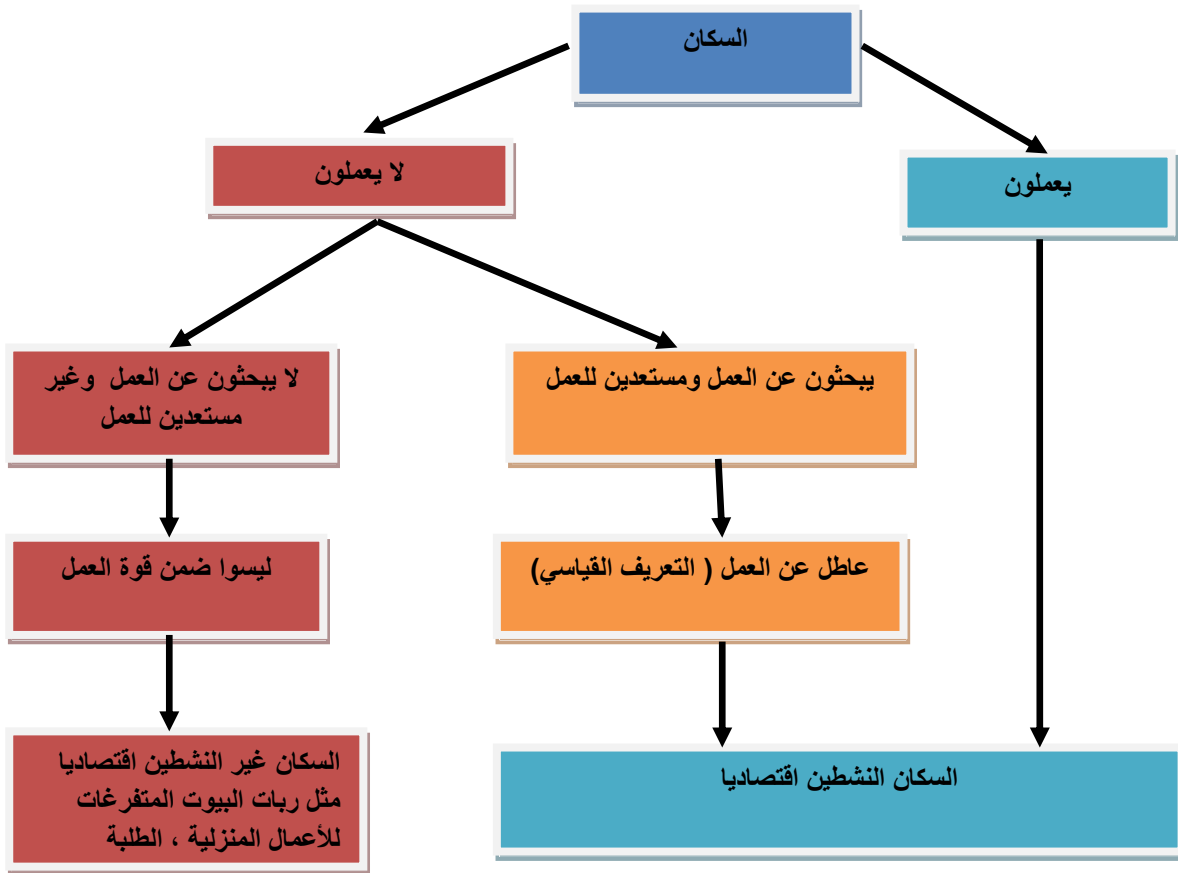 السكان
يعملون
لا يعملون
يبحثون عن العمل ومستعدين للعمل
لا يبحثون عن العمل وغير
مستعدين للعمل
عاطل عن العمل ( التعريف القياسي)
ليسوا ضمن قوة العمل
السكان النشطين اقتصاديا
السكان غير النشطين اقتصاديا
مثل ربات البيوت المتفرغات
للأعمال المنزلية ، الطلبة